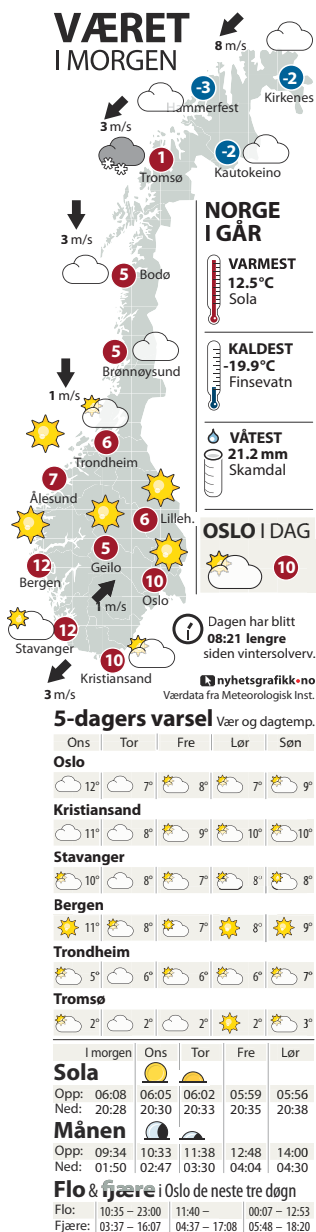 VÆRET
I MORGEN
8 m/s
-3
Hammerfest
-2
Kirkenes
3 m/s
1
Tromsø
-2
Kautokeino
3 m/s
5 Bodø
NORGE
I GÅR
VARMEST
12.5°C
Sola
KALDEST
-19.9°C
Finsevatn
VÅTEST
21.2 mm
Skamdal
5
Brønnøysund
1 m/s
6
Trondheim
7
Ålesund
6 Lilleh.
5
Geilo
12
Bergen
10
Oslo
1 m/s
12
Stavanger
10
Kristiansand
3 m/s
OSLO I DAG
10
Dagen har blitt
08:21 lengre
siden vintersolverv.
nyhetsgrafikk•no
Værdata fra Meteorologisk Inst.
5-dagers varsel Vær og dagtemp.
Ons Tor Fre Lør Søn
Oslo
12° 7° 8° 7° 9°
Kristiansand
11° 8° 9° 10° 10°
Stavanger
10° 8° 7° 8° 8°
Bergen
11° 8° 7° 8° 9°
Trondheim
5° 6° 6° 6° 7°
Tromsø
2° 2° 2° 2° 3°
I morgen Ons Tor Fre Lør
Sola
Opp: 06:08 06:05 06:02 05:59 05:56
Ned: 20:28 20:30 20:33 20:35 20:38
Månen
Opp: 09:34 10:33 11:38 12:48 14:00
Ned: 01:50 02:47 03:30 04:04 04:30
Flo & fjære i Oslo de neste tre døgn
Flo: 10:35 – 23:00 11:40 – 00:07 – 12:53
Fjære: 03:37 – 16:07 04:37 – 17:08 05:48 – 18:20